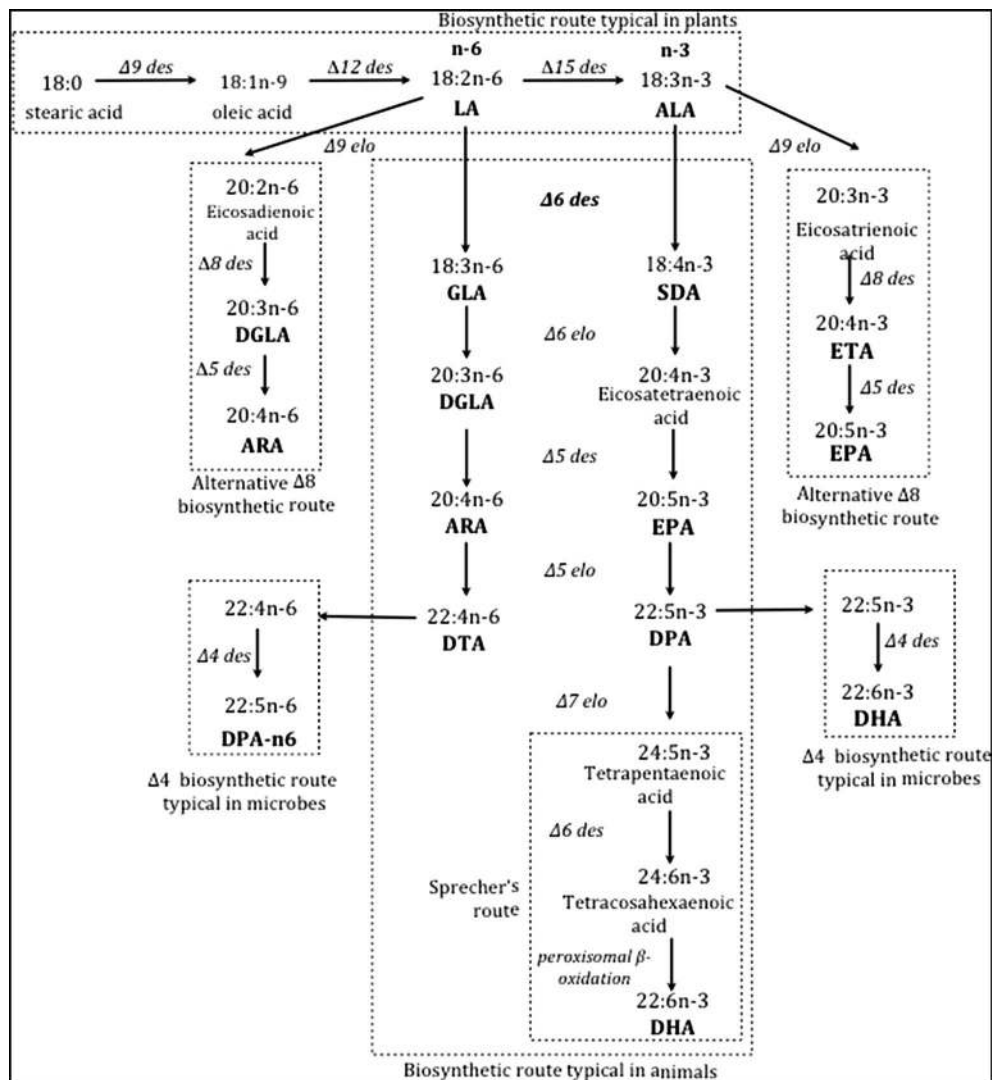 Biosynthetic route typical in plants
n-6
n-3
18:0
Δ9 des
18:1n-9
Δ12 des
18:2n-6
Δ15 des
18:3n-3
stearic acid
oleic acid
LA
ALA
Δ9 elo
Δ9 elo
20:2n-6
Eicosadienoic
acid
Δ8 des
20:3n-6
DGLA
Δ5 des
20:4n-6
ARA
Alternative Δ8
biosynthetic route
Δ6 des
18:3n-6
GLA
18:4n-3
SDA
Δ6 elo
20:3n-6
DGLA
20:4n-3
Eicosatetraenoic
acid
Δ5 des
20:4n-6
ARA
20:5n-3
EPA
Δ5 elo
22:4n-6
DTA
22:5n-3
DPA
20:3n-3
Eicosatrienoic
acid
Δ8 des
20:4n-3
ETA
Δ5 des
20:5n-3
EPA
Alternative Δ8
biosynthetic route
22:4n-6
Δ4 des
22:5n-6
DPA-n6
Δ4 biosynthetic route
typical in microbes
22:5n-3
Δ4 des
22:6n-3
DHA
Δ4 biosynthetic route
typical in microbes
Δ7 elo
24:5n-3
Tetrapentaenoic
acid
Δ6 des
24:6n-3
Tetracosahexaenoic
acid
Sprecher's
route
peroxisomal β-
oxidation
22:6n-3
DHA
Biosynthetic route typical in animals